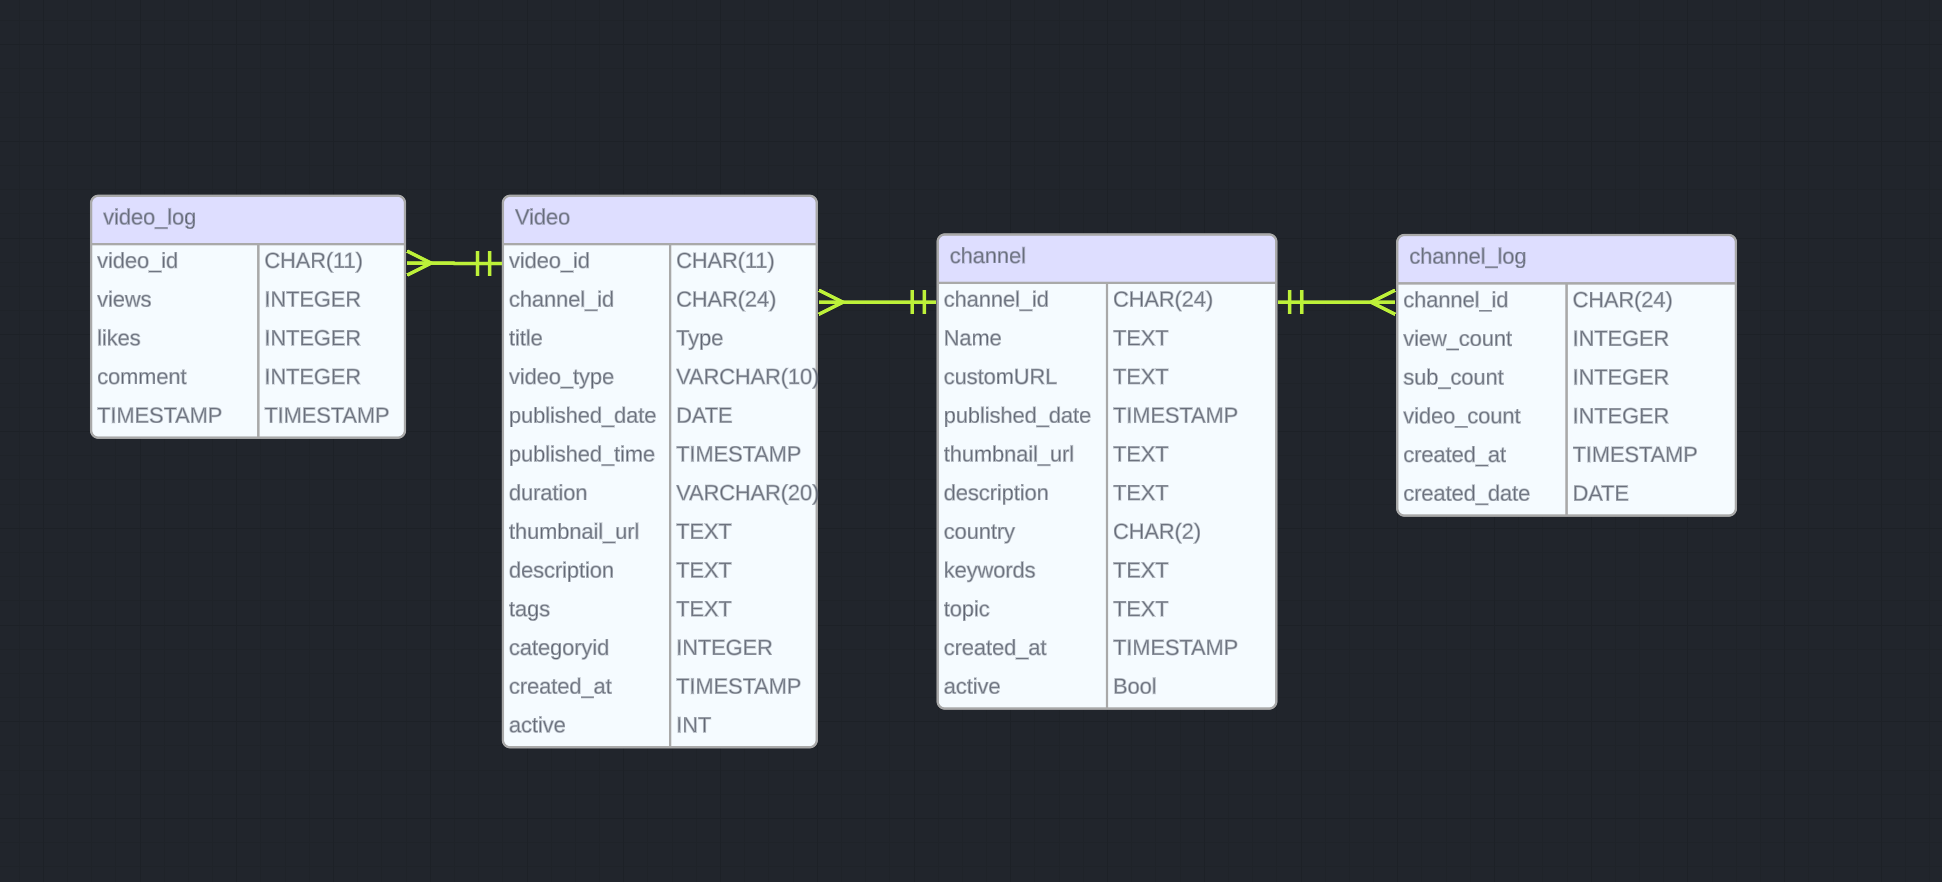 video_log
video_id CHAR(11)
views INTEGER
likes INTEGER
comment INTEGER
TIMESTAMP TIMESTAMP
Video
video_id CHAR(11)
channel_id CHAR(24)
title Type
video_type VARCHAR(10)
published_date DATE
published_time TIMESTAMP
duration VARCHAR(20)
thumbnail_url TEXT
description TEXT
tags TEXT
categoryid INTEGER
created_at TIMESTAMP
active INT
channel
channel_id CHAR(24)
Name TEXT
customURL TEXT
published_date TIMESTAMP
thumbnail_url TEXT
description TEXT
country CHAR(2)
keywords TEXT
topic TEXT
created_at TIMESTAMP
active Bool
channel_log
channel_id CHAR(24)
view_count INTEGER
sub_count INTEGER
video_count INTEGER
created_at TIMESTAMP
created_date DATE